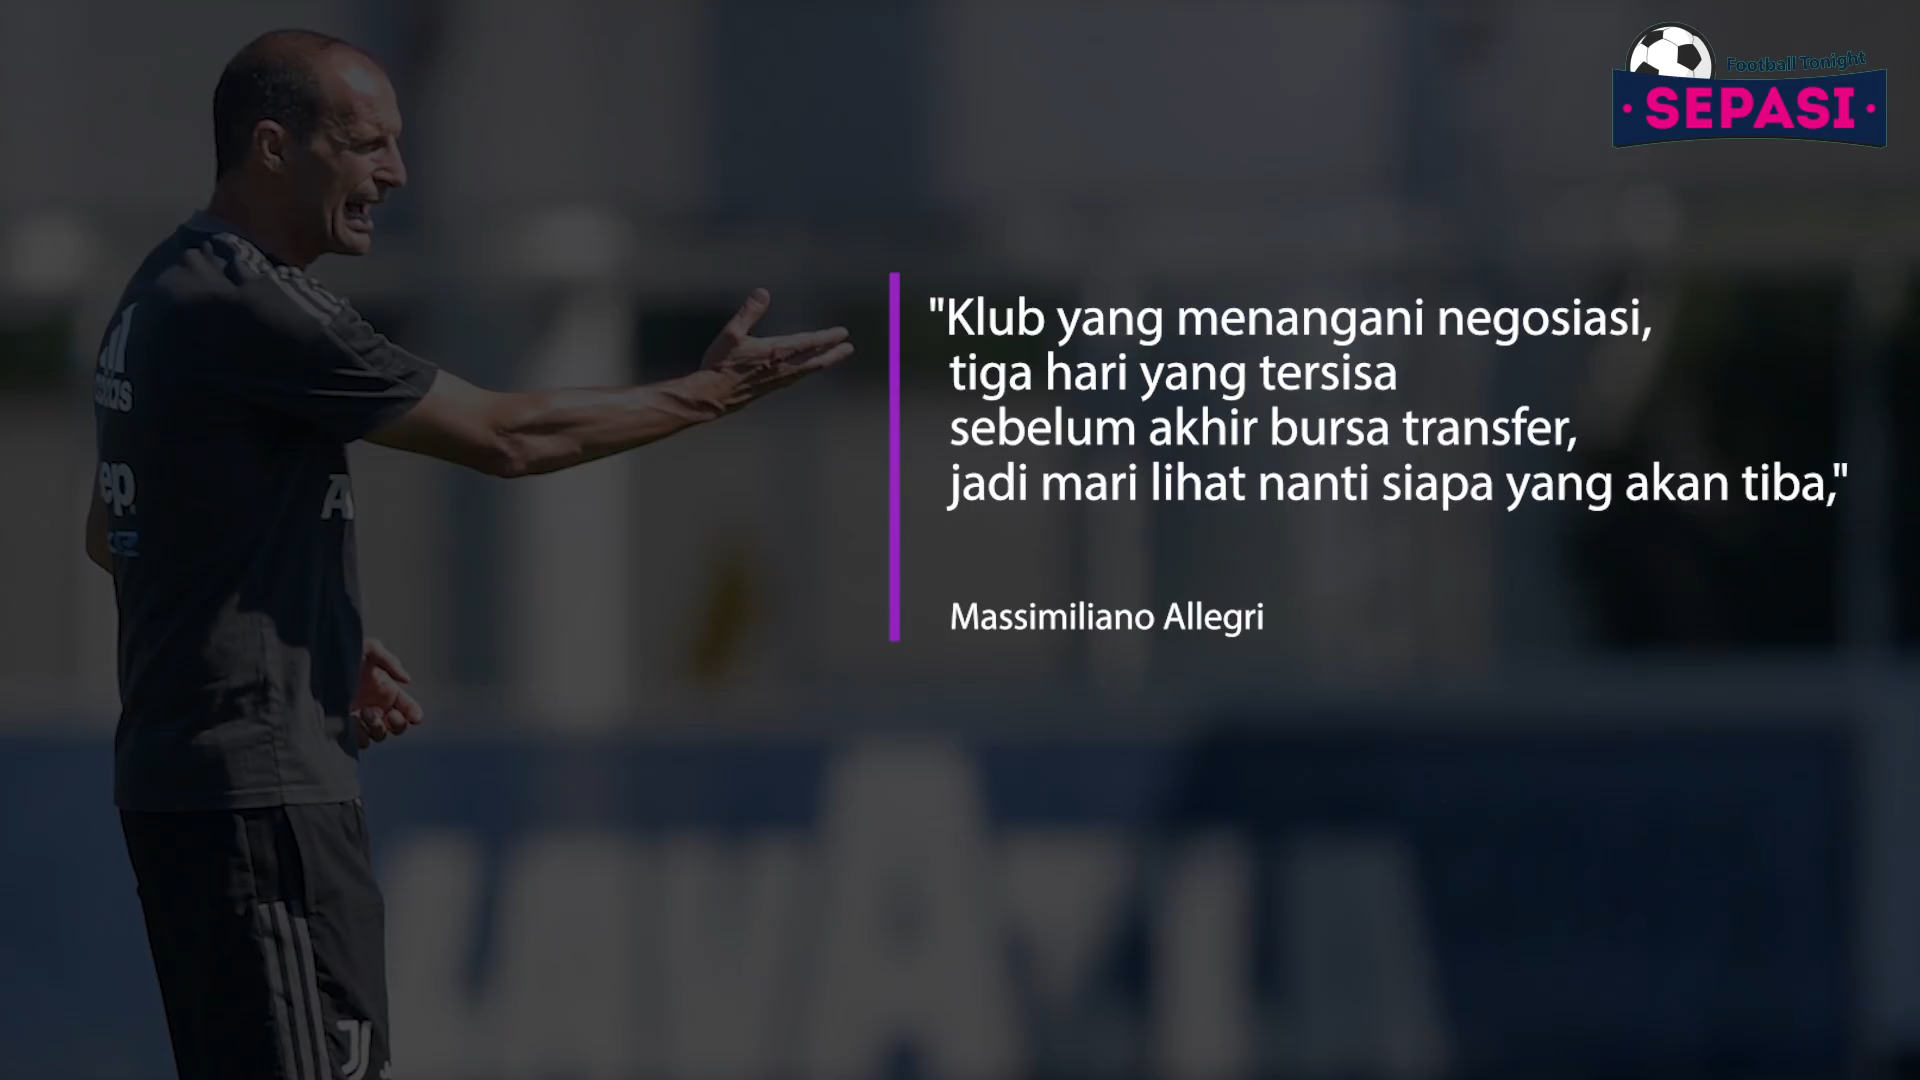 Football Tonight
• SEPASI •
"Klub yang menangani negosiasi,
tiga hari yang tersisa
sebelum akhir bursa transfer,
jadi mari lihat nanti siapa yang akan tiba,"
Massimiliano Allegri
adidas